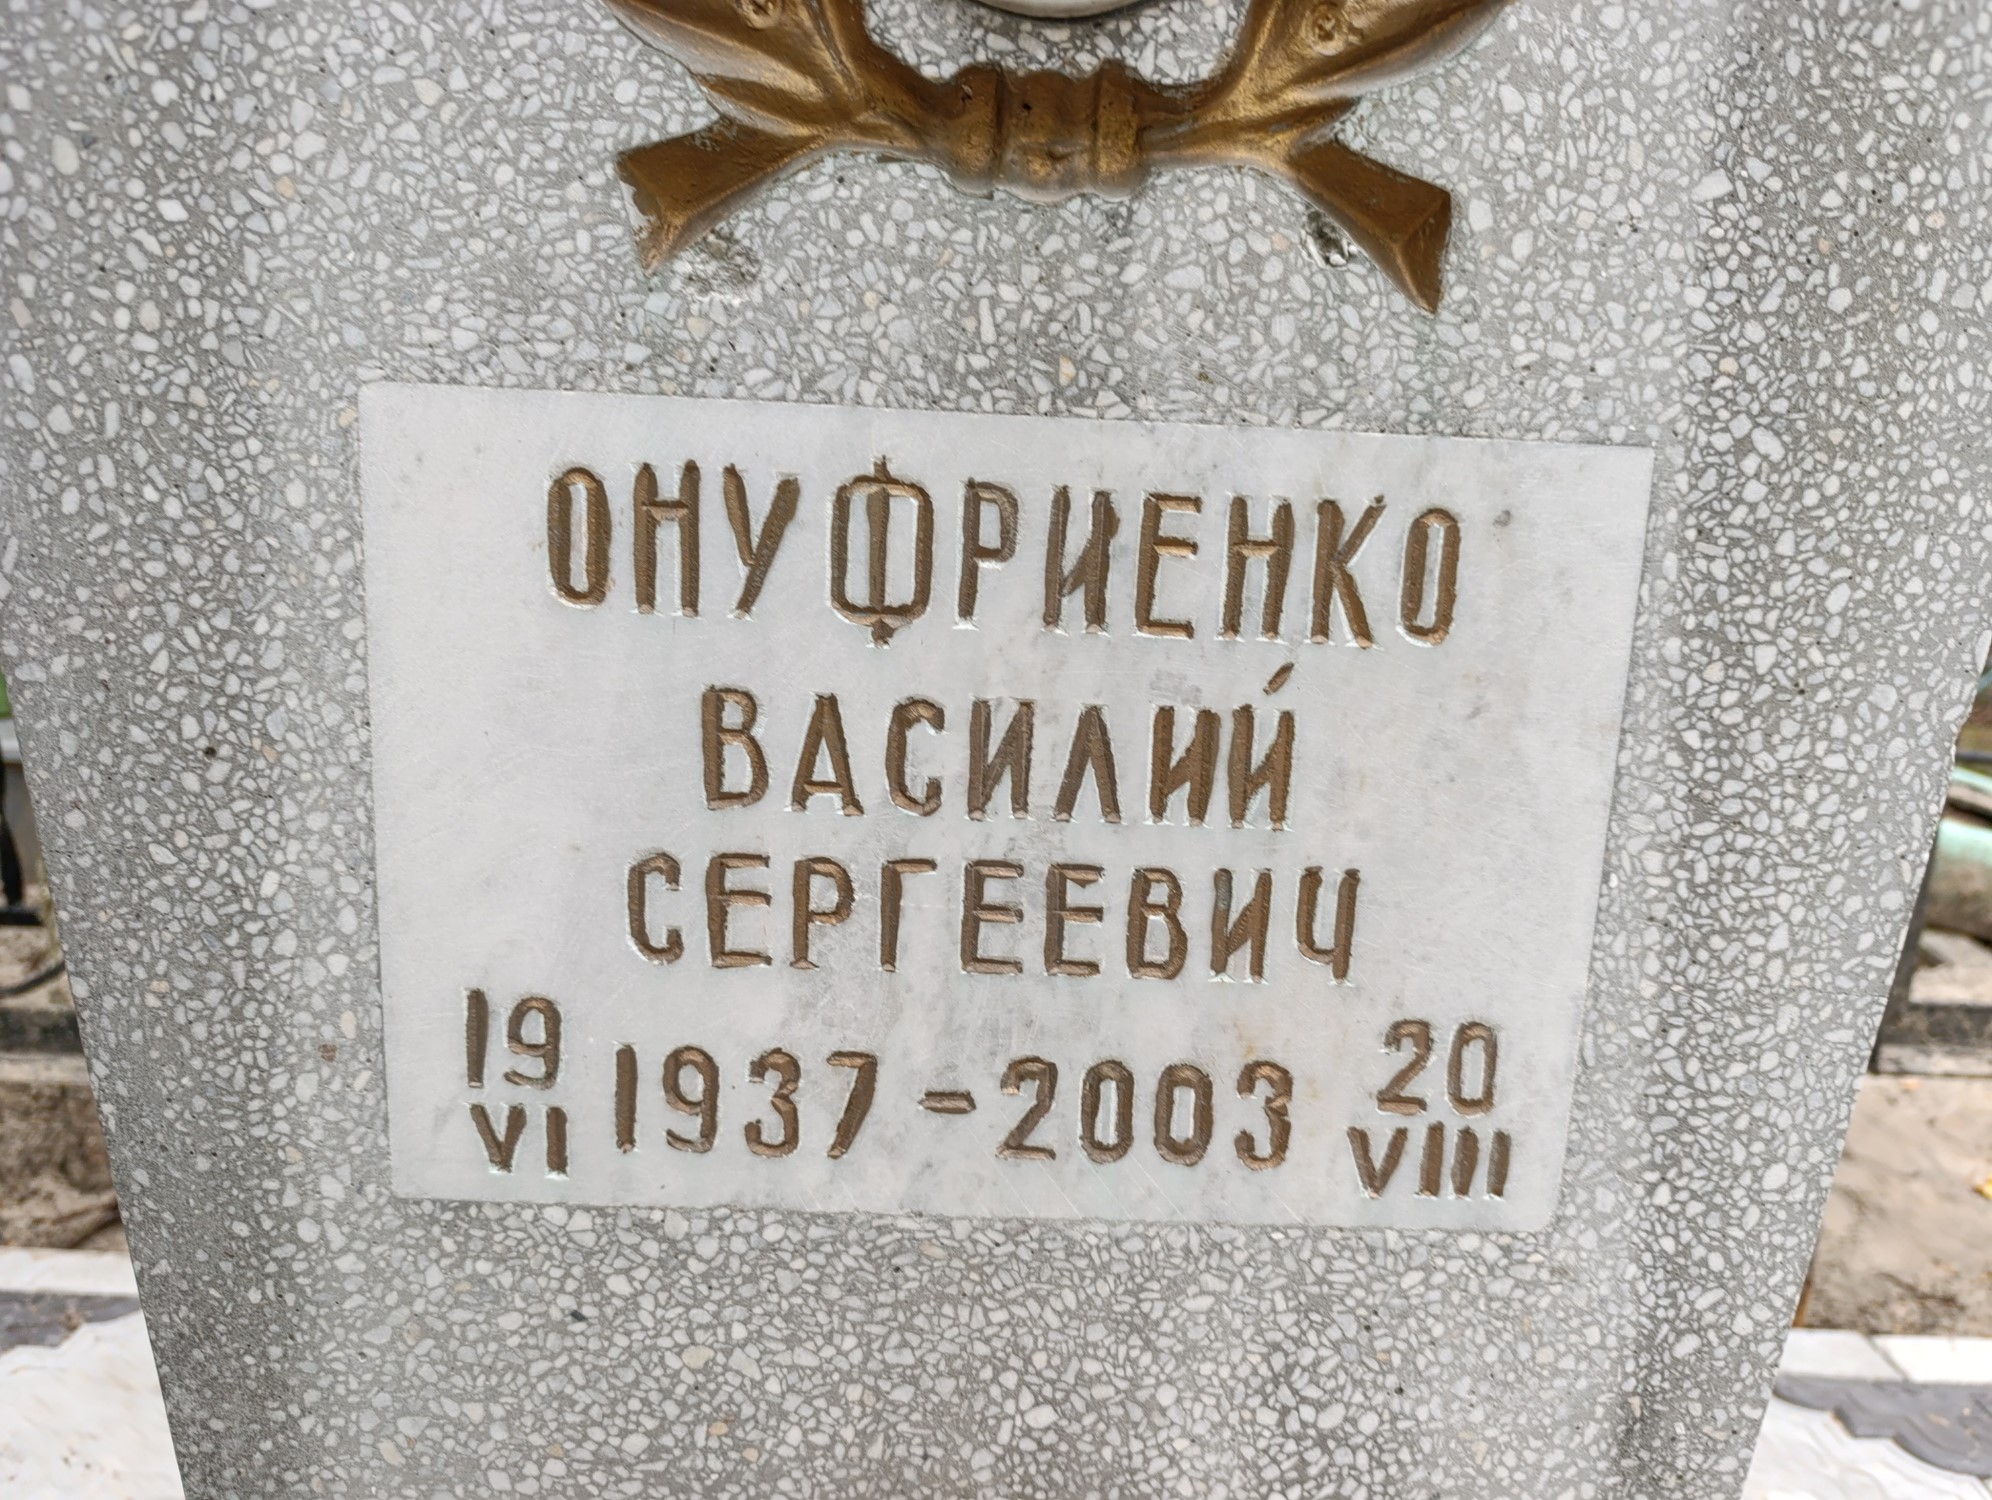 ОНУФРИЕНКО
ВАСИЛИЙ
СЕРГЕЕВИЧ
19 VI 1937-2003 20 VIII